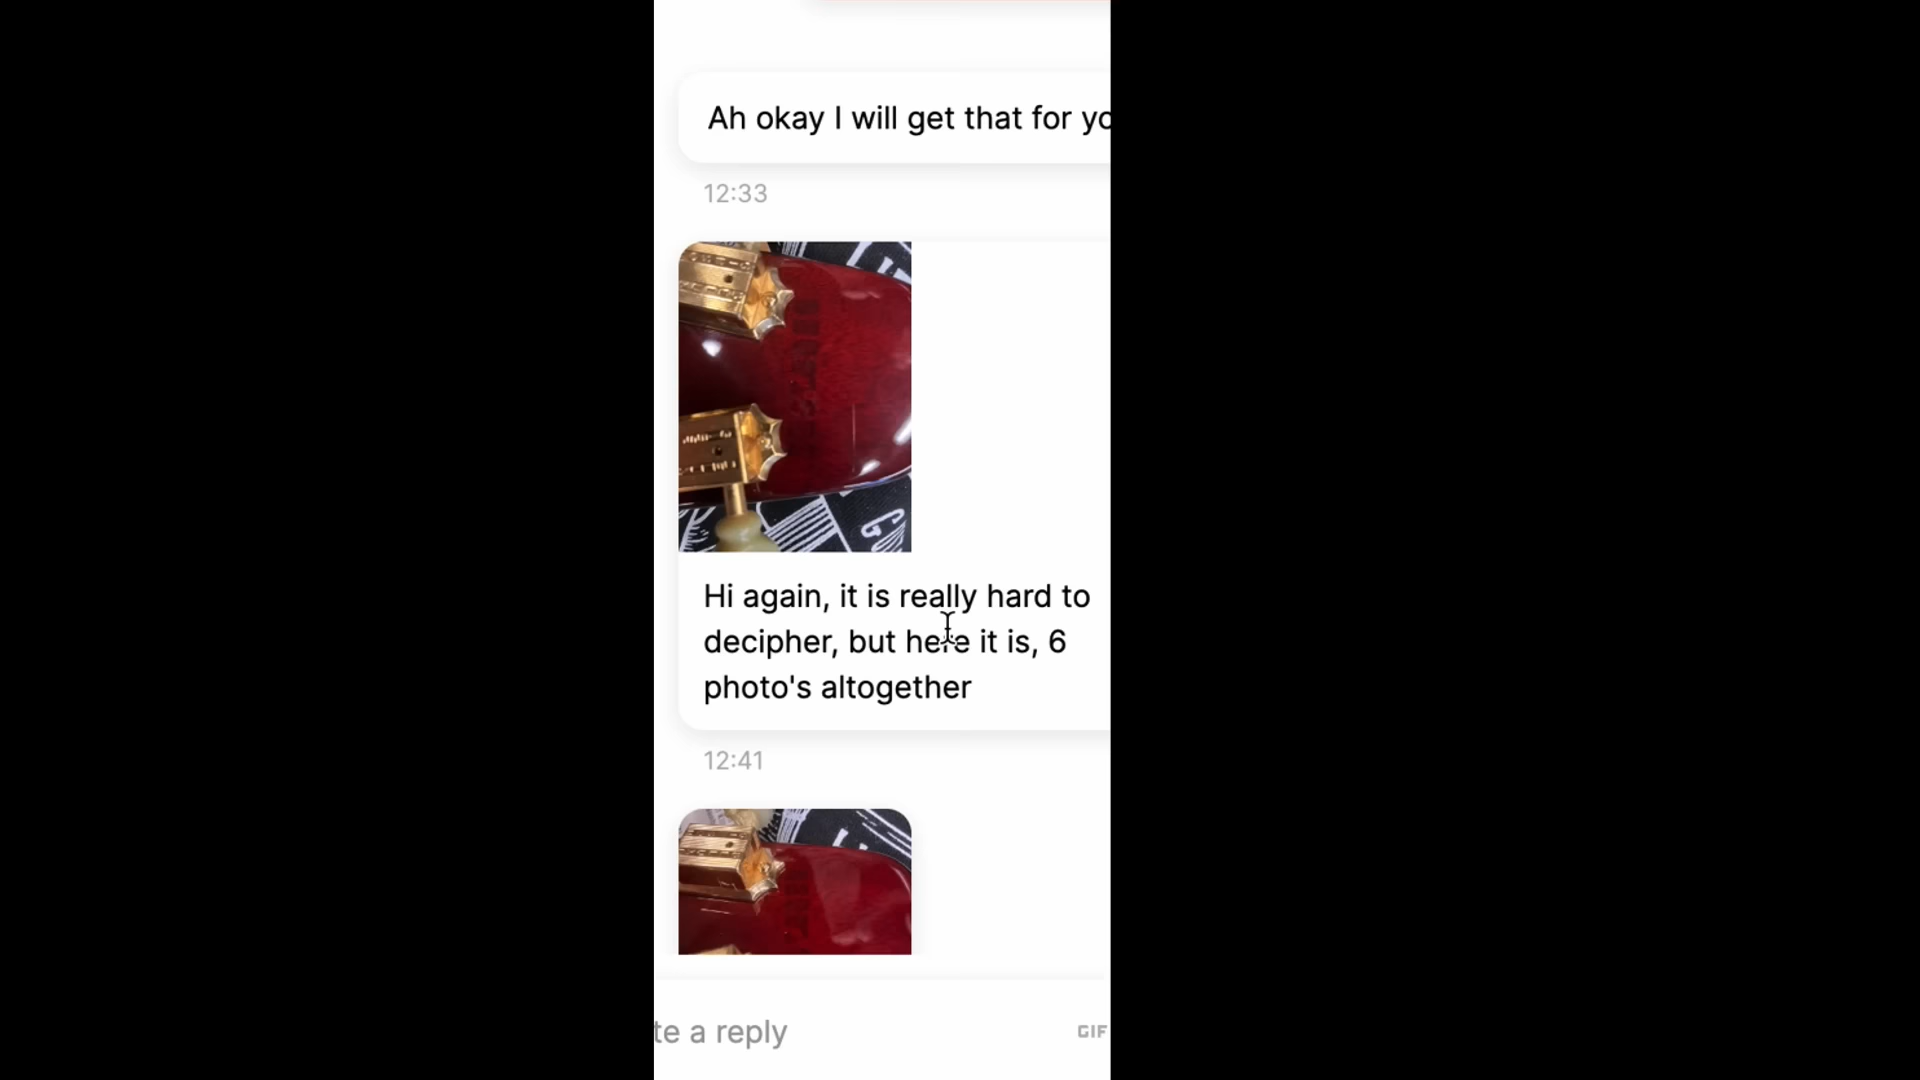 Ah okay I will get that for yo
12:33
Hi again, it is really hard to
decipher, but here it is, 6
photo's altogether
12:41
te a reply
GIF